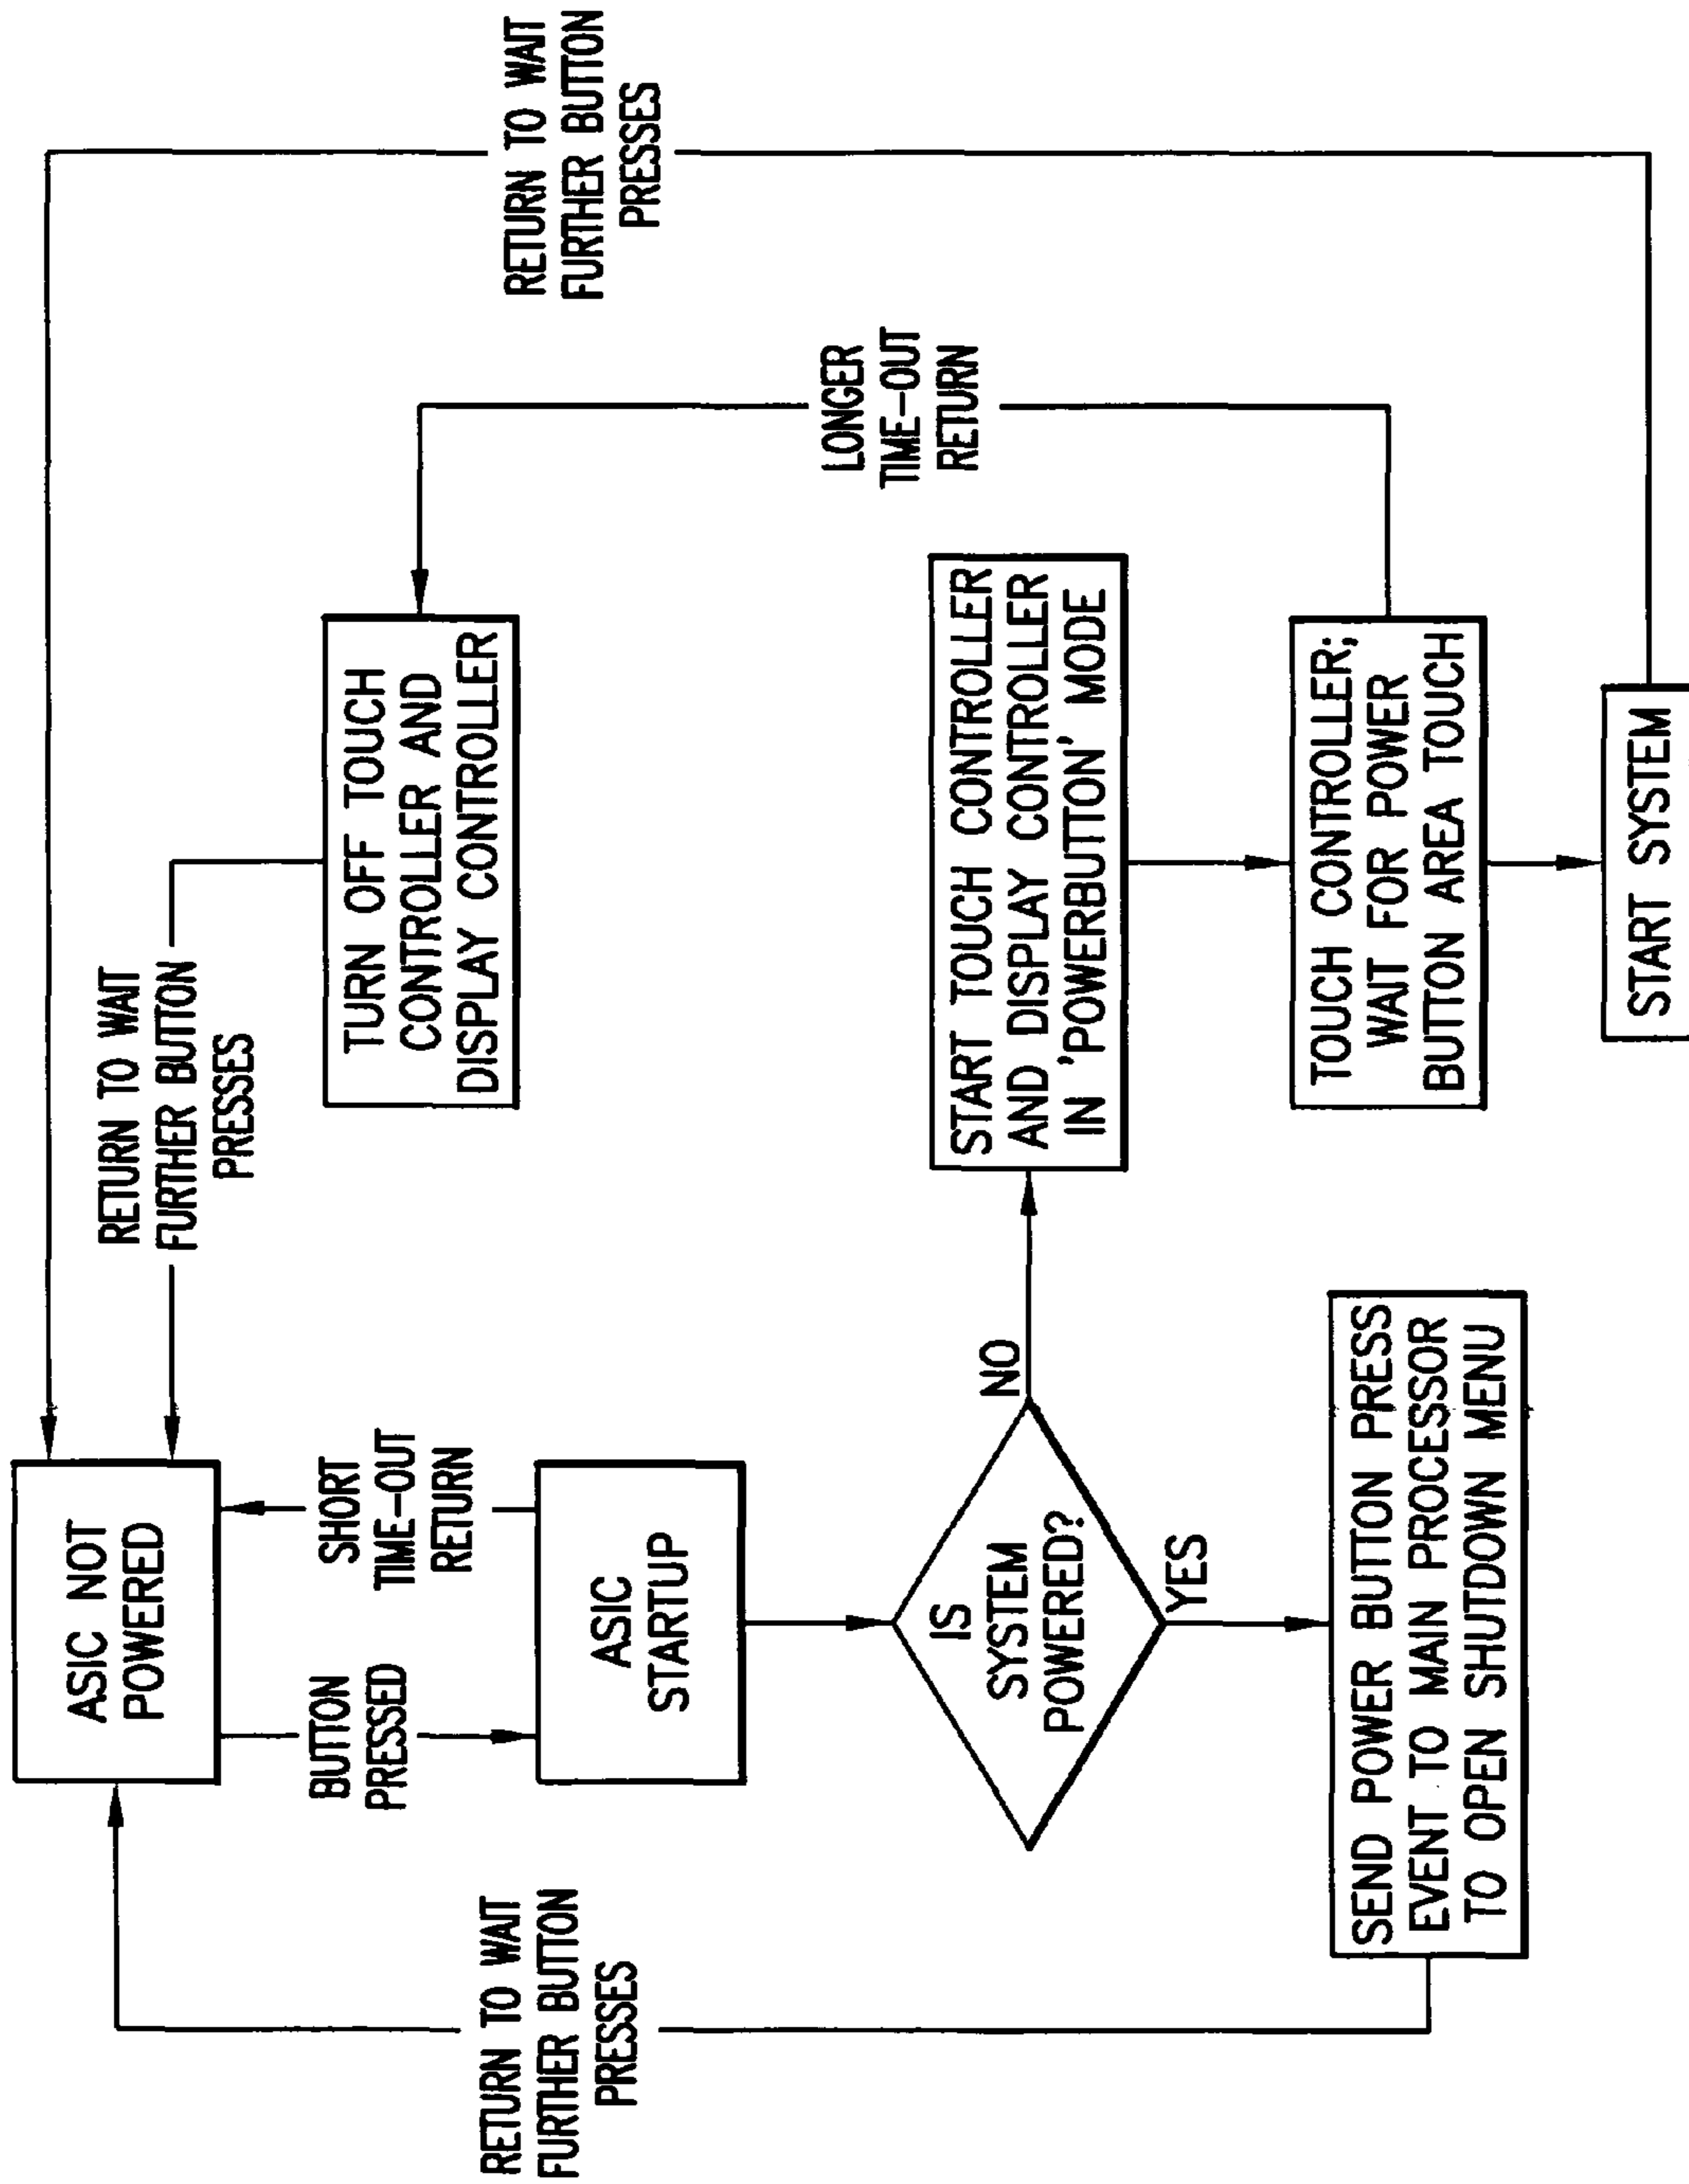 ASIC NOT
POWERED
BUTTON
PRESSED
SHORT
TIME-OUT
RETURN
RETURN TO WAIT
FURTHER BUTTON
PRESSES
RETURN TO WAIT
FURTHER BUTTON
PRESSES
ASIC
STARTUP
TURN OFF TOUCH
CONTROLLER AND
DISPLAY CONTROLLER
RETURN TO WAIT
FURTHER BUTTON
PRESSES
IS
SYSTEM
POWERED?
NO
YES
LONGER
TIME-OUT
RETURN
START TOUCH CONTROLLER
AND DISPLAY CONTROLLER
IN 'POWERBUTTON' MODE
SEND POWER BUTTON PRESS
EVENT TO MAIN PROCESSOR
TO OPEN SHUTDOWN MENU
TOUCH CONTROLLER;
WAIT FOR POWER
BUTTON AREA TOUCH
START SYSTEM